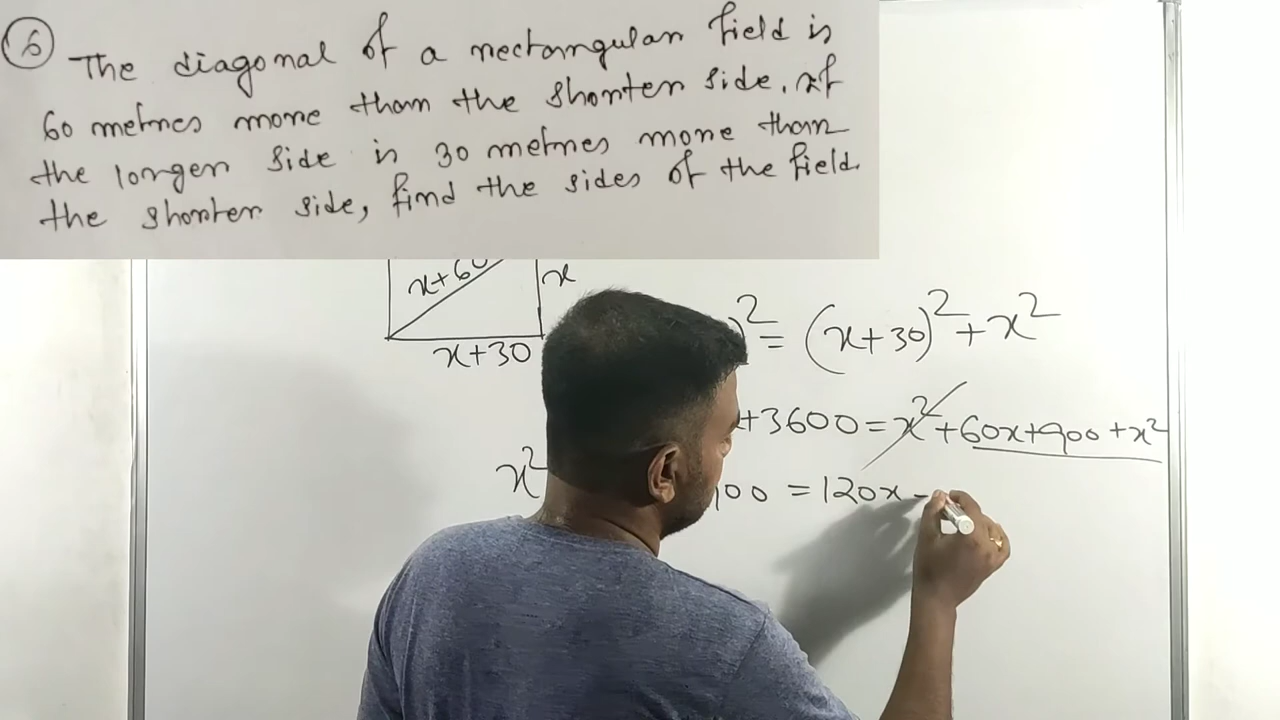 6 The diagonal of a rectangular field is
60 metres more than the shorter side. If
the longer side is 30 metres more than
the shorter side, find the sides of the field.
x+60
x
x+30
)² = (x+30)² + x²
+3600 = x² + 60x + 900 + x²
x² 900 = 120x -